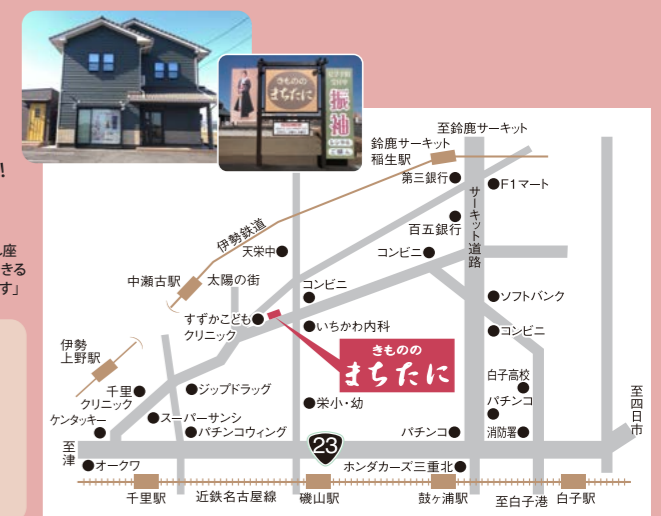 きものの
まちたに
振袖
!
座
きる
す」
至鈴鹿サーキット
鈴鹿サーキット
稲生駅
第三銀行
F1マート
サーキット道路
百五銀行
伊勢鉄道
天栄中
コンビニ
中瀬古駅
太陽の街
コンビニ
ソフトバンク
すずかこども
クリニック
いちかわ内科
コンビニ
きものの
まちたに
伊勢
上野駅
白子高校
千里
クリニック
ジップドラッグ
パチンコ
至四日市
ケンタッキー
スーパーサンシ
栄小・幼
パチンコウィング
パチンコ
消防署
至津
23
オークワ
ホンダカーズ三重北
千里駅
近鉄名古屋線
磯山駅
鼓ヶ浦駅
至白子港
白子駅